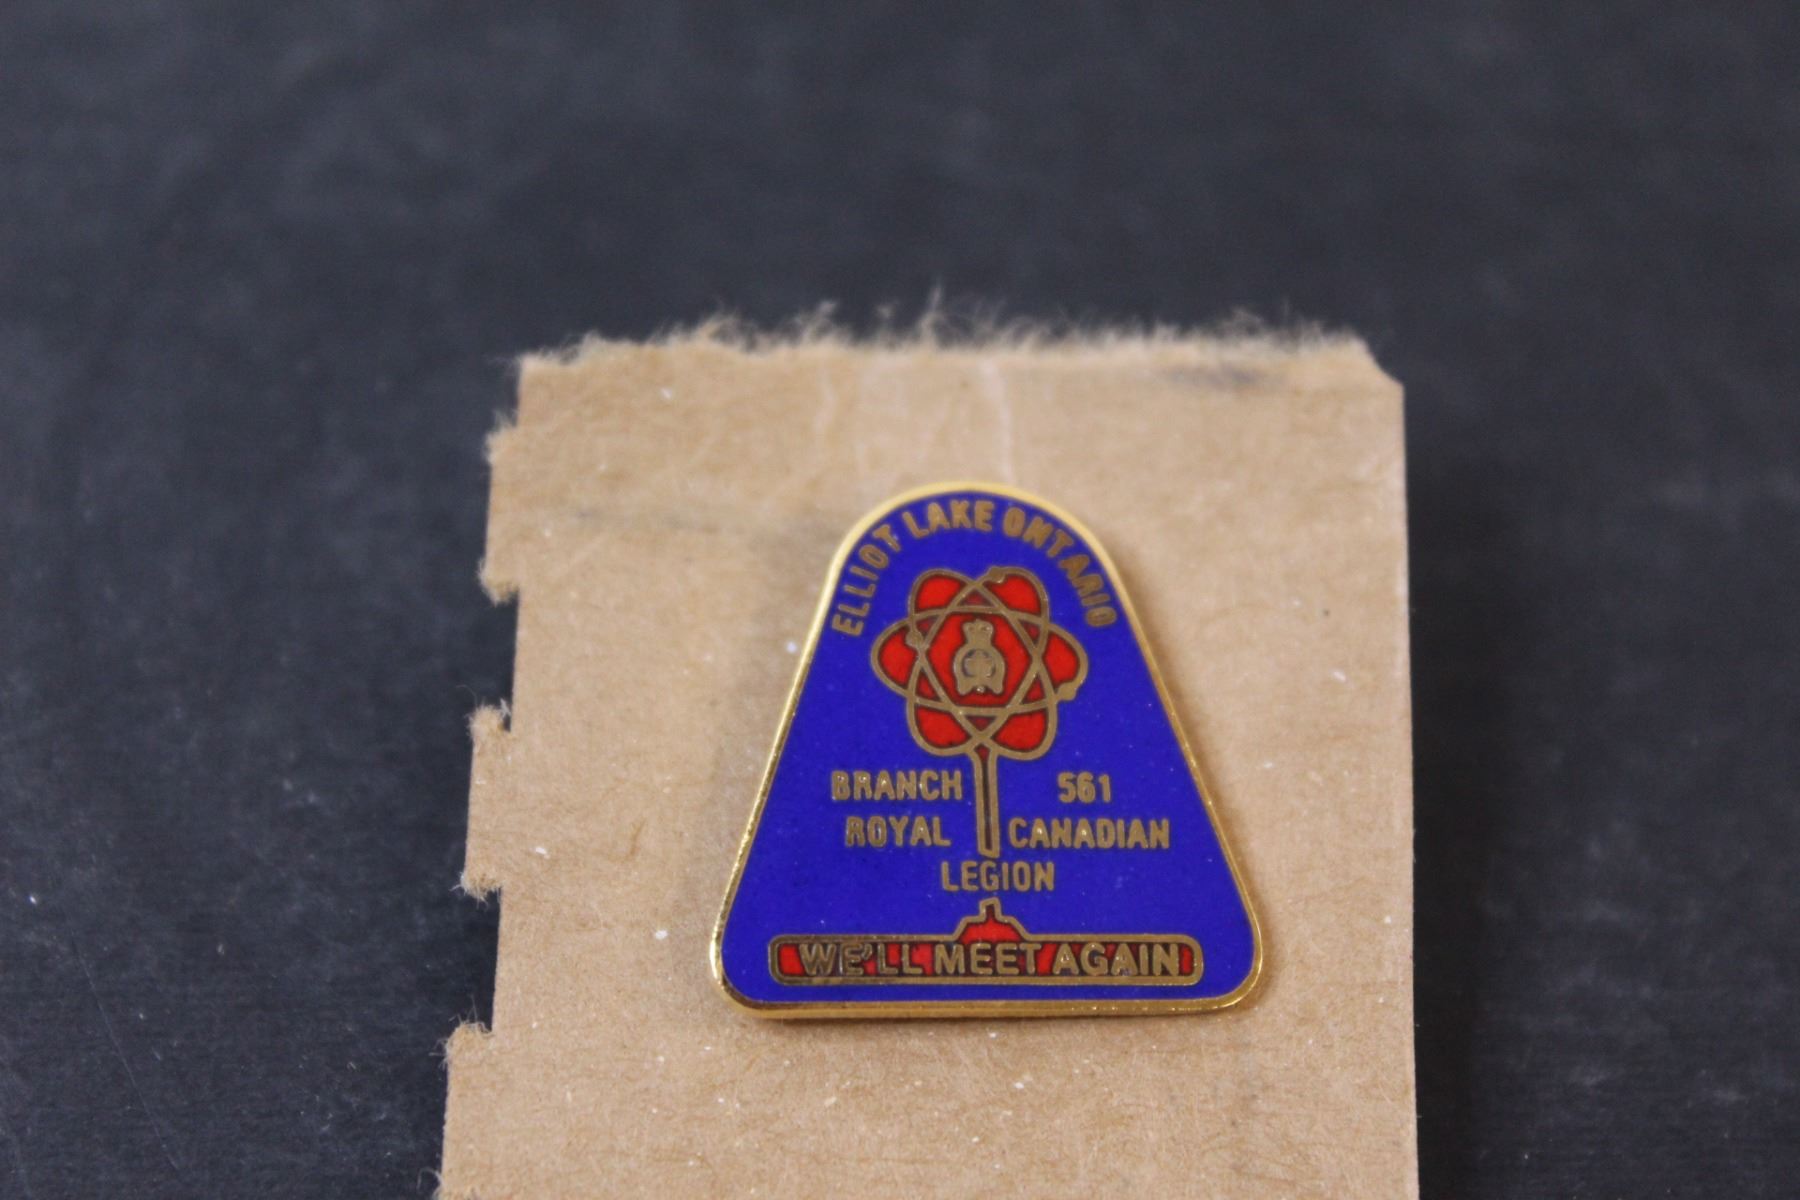 ELLIOT LAKE ONTARIO
BRANCH 561
ROYAL CANADIAN
LEGION
WE'LL MEET AGAIN